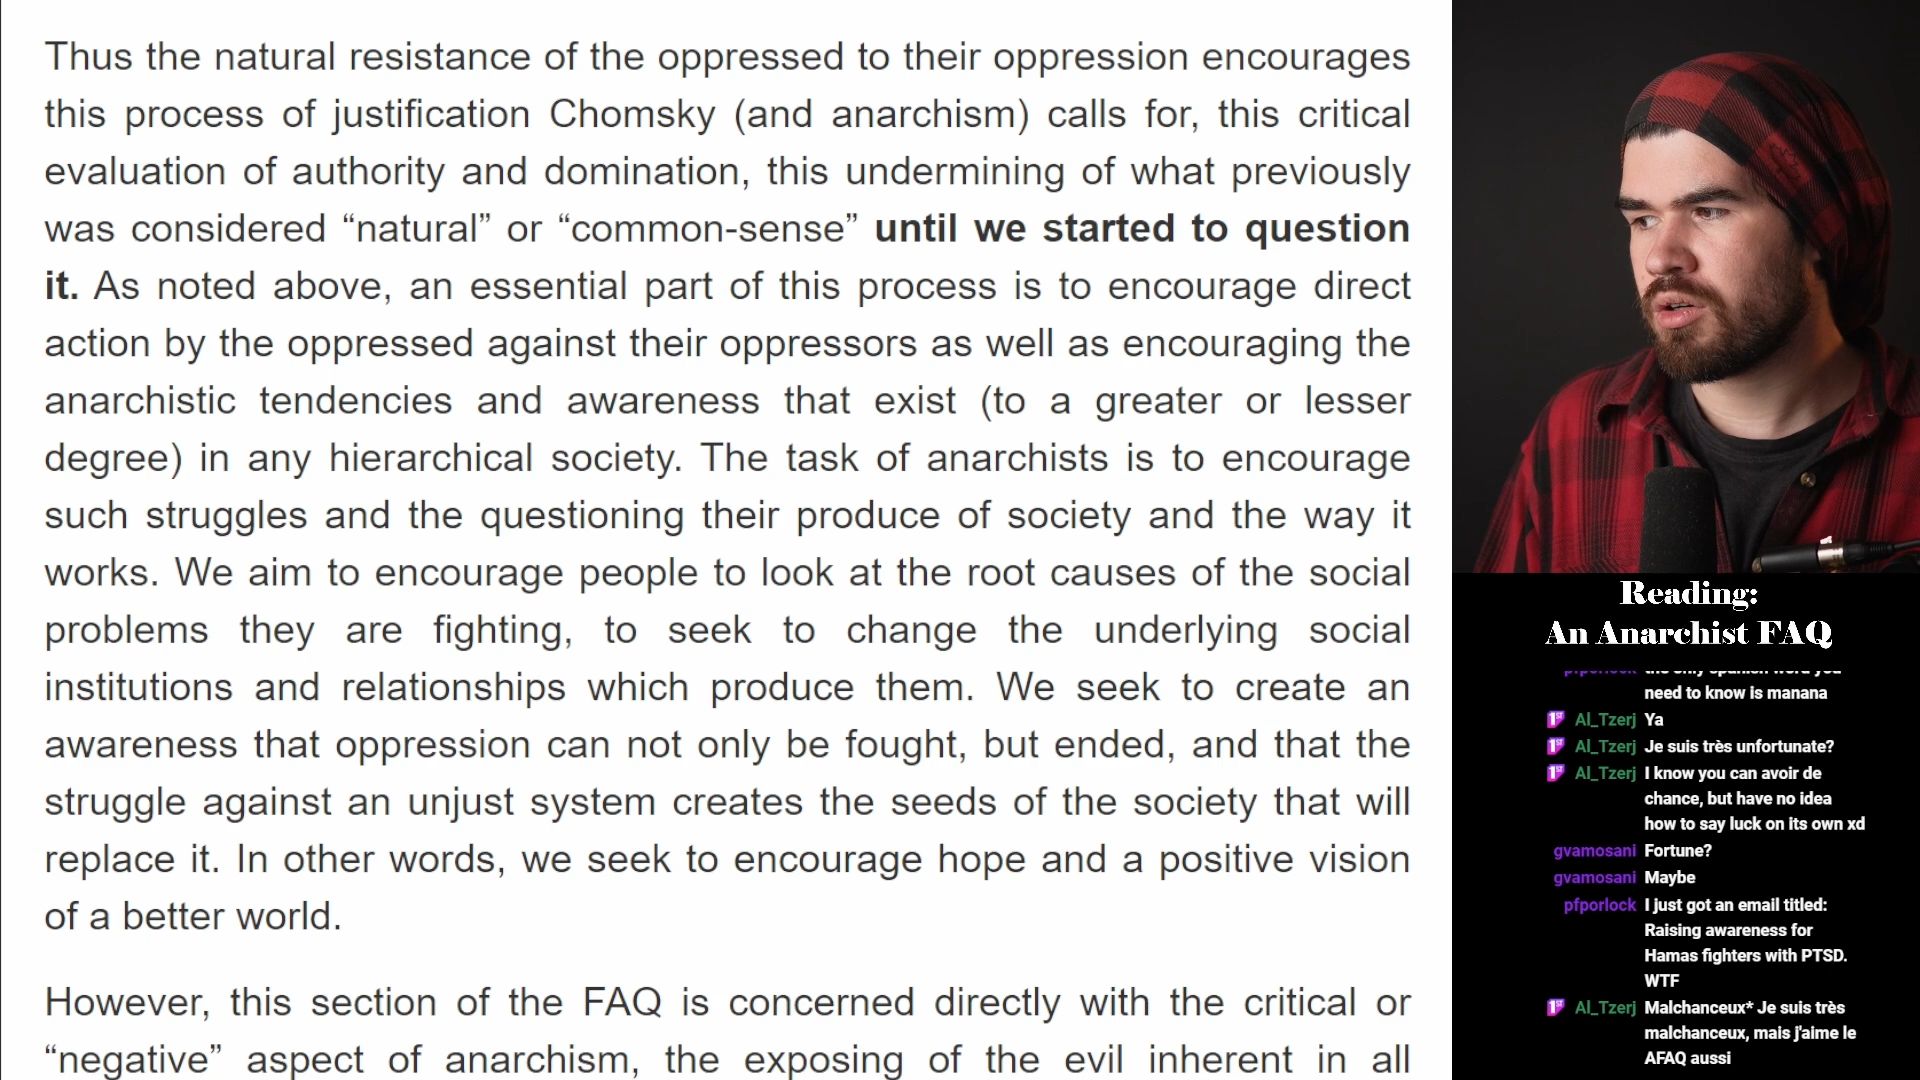 Thus the natural resistance of the oppressed to their oppression encourages
this process of justification Chomsky (and anarchism) calls for, this critical
evaluation of authority and domination, this undermining of what previously
was considered “natural” or “common-sense” until we started to question
it. As noted above, an essential part of this process is to encourage direct
action by the oppressed against their oppressors as well as encouraging the
anarchistic tendencies and awareness that exist (to a greater or lesser
degree) in any hierarchical society. The task of anarchists is to encourage
such struggles and the questioning their produce of society and the way it
works. We aim to encourage people to look at the root causes of the social
problems they are fighting, to seek to change the underlying social
institutions and relationships which produce them. We seek to create an
awareness that oppression can not only be fought, but ended, and that the
struggle against an unjust system creates the seeds of the society that will
replace it. In other words, we seek to encourage hope and a positive vision
of a better world.
However, this section of the FAQ is concerned directly with the critical or
“negative” aspect of anarchism, the exposing of the evil inherent in all
Reading:
An Anarchist FAQ
need to know is manana
Al_Tzerj Ya
Al_Tzerj Je suis très unfortunate?
Al_Tzerj I know you can avoir de
chance, but have no idea
how to say luck on its own xd
gvamosani Fortune?
gvamosani Maybe
pfporlock I just got an email titled:
Raising awareness for
Hamas fighters with PTSD.
WTF
Al_Tzerj Malchanceux* Je suis très
malchanceux, mais j'aime le
AFAQ aussi